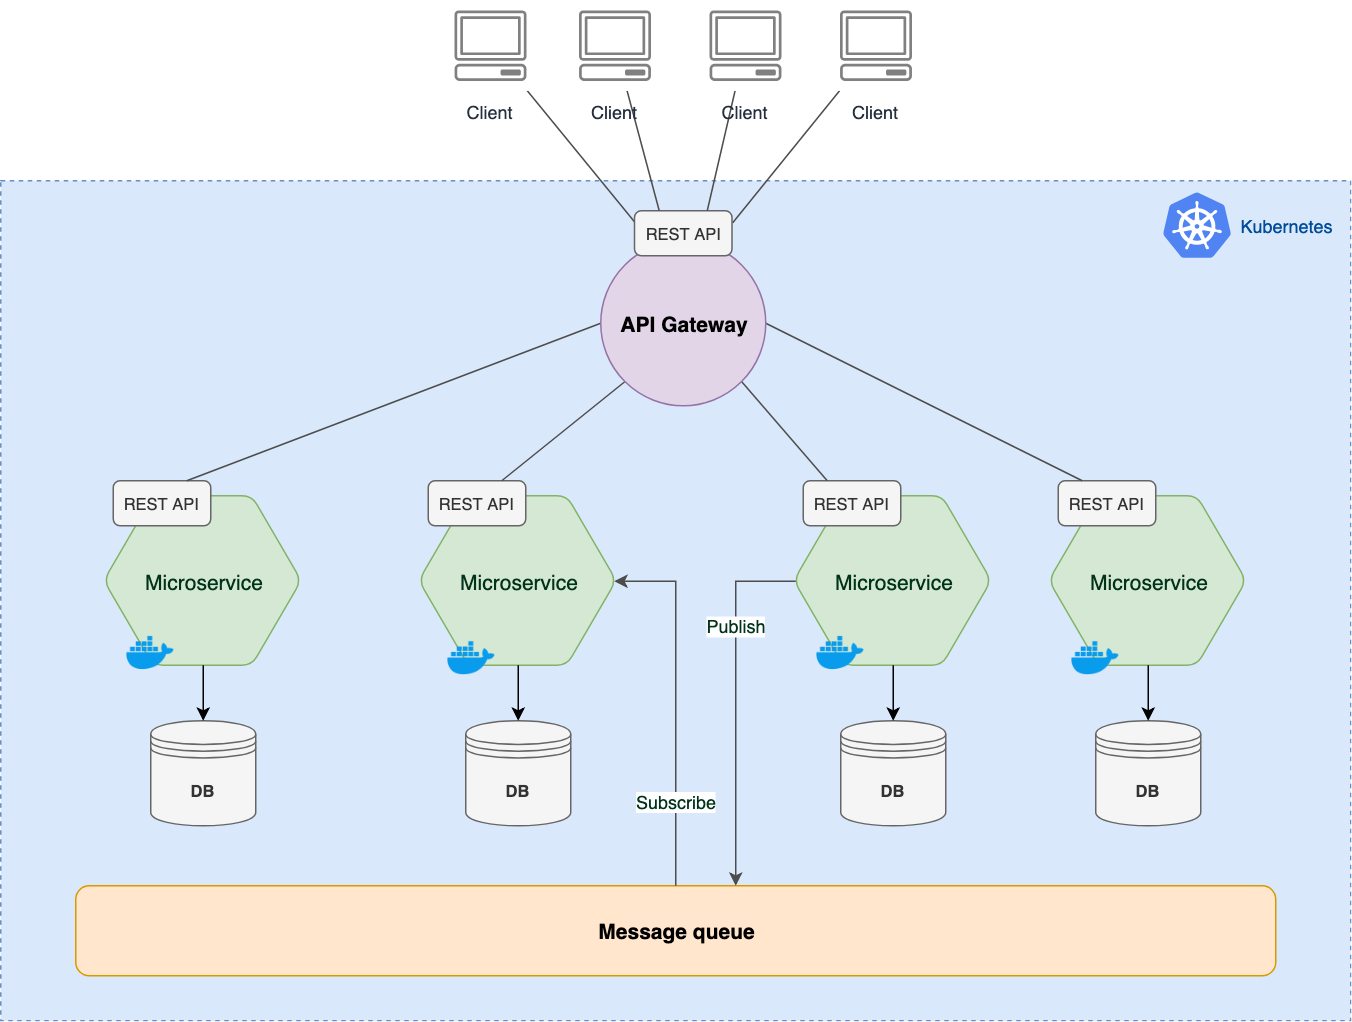 Client
Client
Client
Client
REST API
Kubernetes
API Gateway
REST API
REST API
REST API
REST API
Microservice
Microservice
Microservice
Microservice
Publish
DB
DB
DB
DB
Subscribe
Message queue